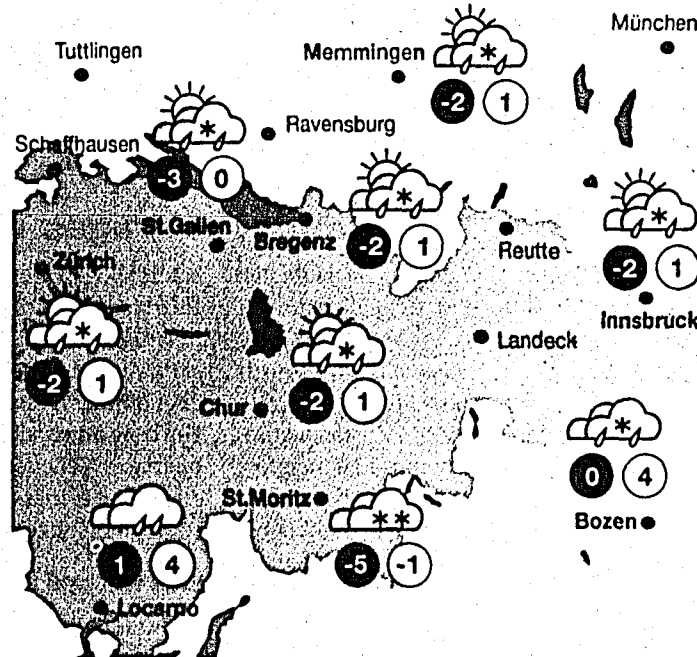 München
Tuttlingen
Memmingen
-2 1
Ravensburg
Schaffhausen
-3 0
St.Gallen
Bregenz
-2 1
Reutte
-2 1
Zürich
Innsbruck
Landeck
-2 1
Chur
-2 1
0 4
St.Moritz
Bozen
1 4
-5 -1
Locarno